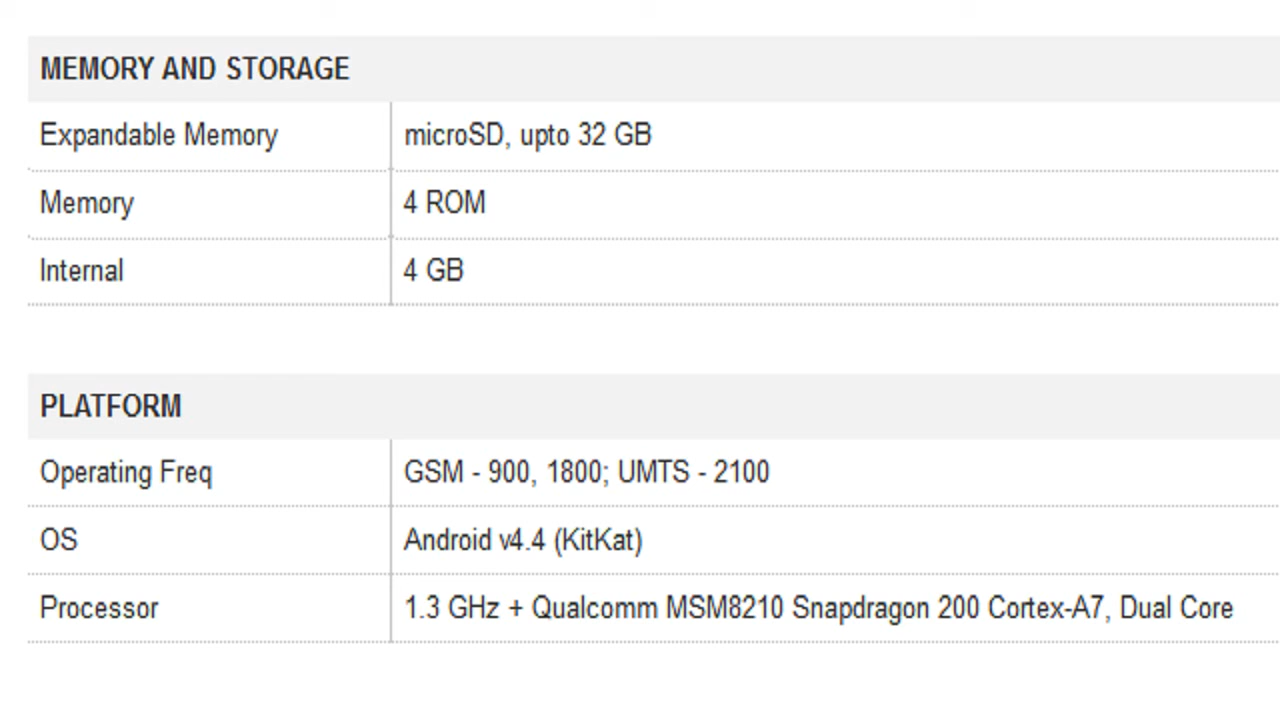 MEMORY AND STORAGE
Expandable Memory microSD, upto 32 GB
Memory 4 ROM
Internal 4 GB
PLATFORM
Operating Freq GSM - 900, 1800; UMTS - 2100
OS Android v4.4 (KitKat)
Processor 1.3 GHz + Qualcomm MSM8210 Snapdragon 200 Cortex-A7, Dual Core